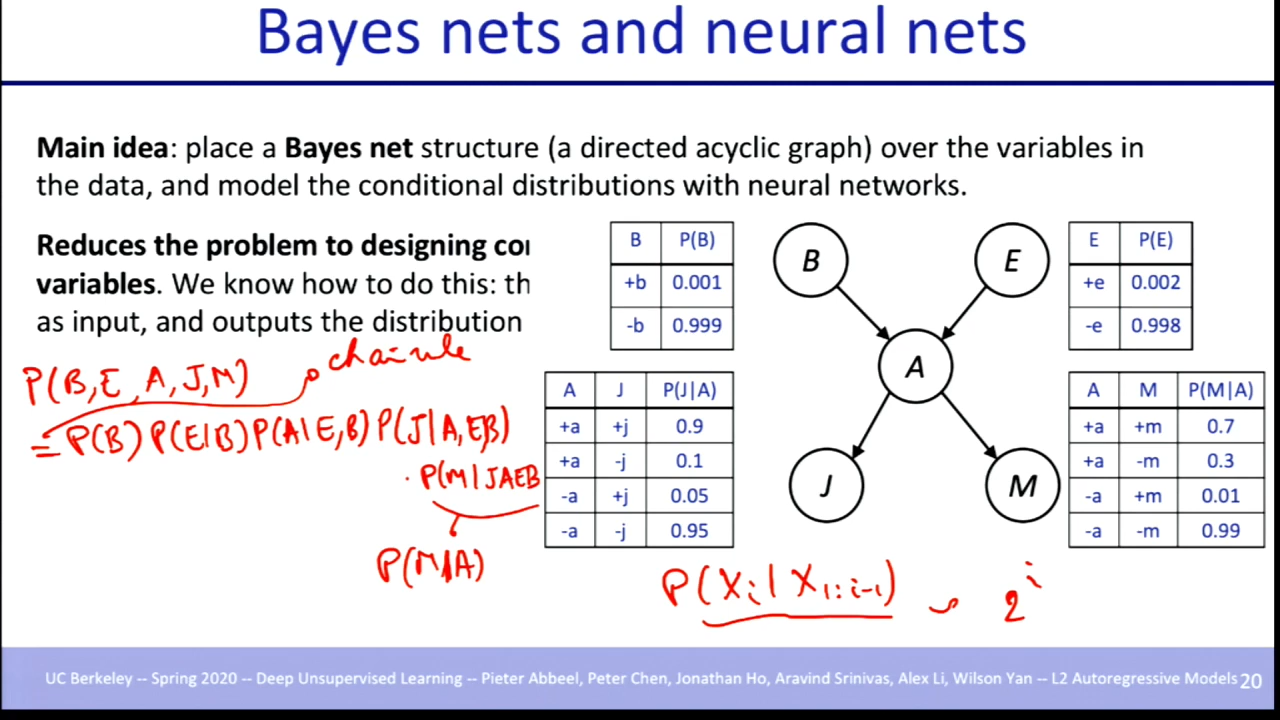 Bayes nets and neural nets
Main idea: place a Bayes net structure (a directed acyclic graph) over the variables in
the data, and model the conditional distributions with neural networks.
Reduces the problem to designing
variables. We know how to do this:
as input, and outputs the distribution
chain rule
P(B,E,A,J,M)
= P(B) P(E|B) P(A|E,B) P(J|A,E,B)
· P(M|JAEB
P(M|A)
B P(B)
+b 0.001
-b 0.999
B
E
A
J
M
E P(E)
+e 0.002
-e 0.998
A J P(J|A)
+a +j 0.9
+a -j 0.1
-a +j 0.05
-a -j 0.95
A M P(M|A)
+a +m 0.7
+a -m 0.3
-a +m 0.01
-a -m 0.99
P(Xi | X1:i-1) 2^i
UC Berkeley -- Spring 2020 -- Deep Unsupervised Learning -- Pieter Abbeel, Peter Chen, Jonathan Ho, Aravind Srinivas, Alex Li, Wilson Yan -- L2 Autoregressive Models 20